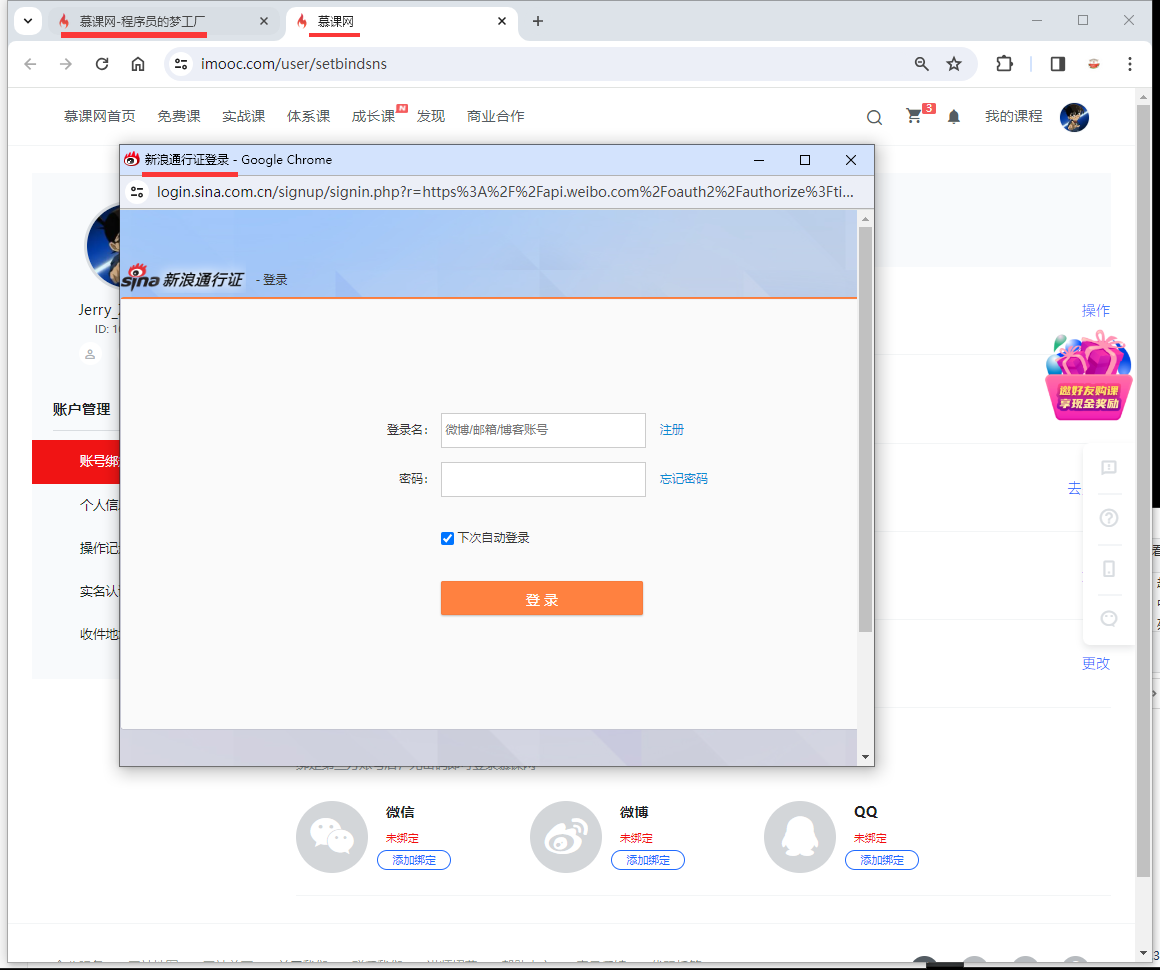 慕课网-程序员的梦工厂
慕课网
imooc.com/user/setbindsns
慕课网首页 免费课 实战课 体系课 成长课 N 发现 商业合作
3 我的课程
新浪通行证登录 - Google Chrome
login.sina.com.cn/signup/signin.php?r=https%3A%2F%2Fapi.weibo.com%2Foauth2%2Fauthorize%3Fti...
sina 新浪通行证 - 登录
Jerry_
ID: 1
操作
邀好友购课
享现金奖励
账户管理
登录名： 微博/邮箱/博客账号 注册
账号绑
密码： 忘记密码
去
个人信
下次自动登录
操作记
实名认
登 录
收件地
更改
微信 微博 QQ
未绑定 未绑定 未绑定
添加绑定 添加绑定 添加绑定